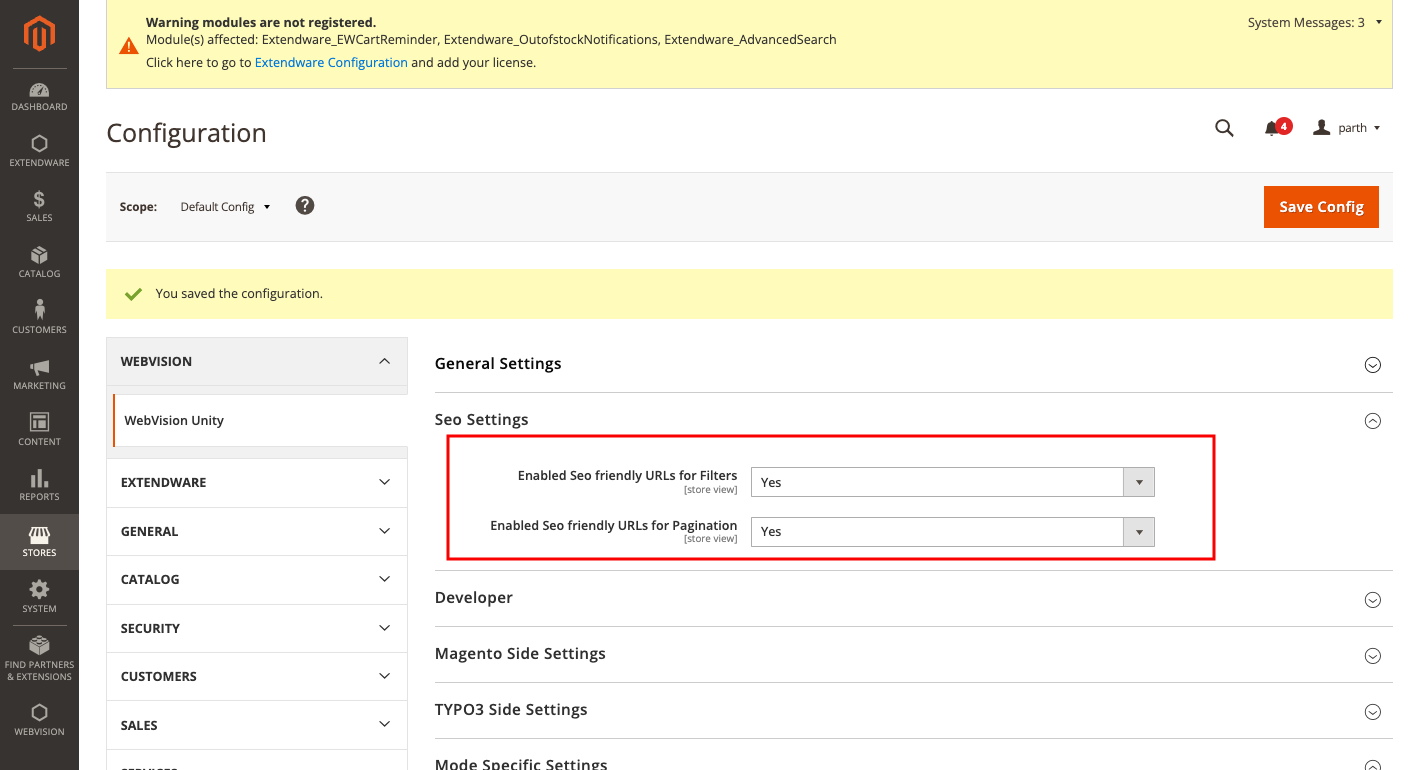 Warning modules are not registered.
Module(s) affected: Extendware_EWCartReminder, Extendware_OutofstockNotifications, Extendware_AdvancedSearch
Click here to go to Extendware Configuration and add your license.
System Messages: 3
DASHBOARD
EXTENDWARE
SALES
CATALOG
CUSTOMERS
MARKETING
CONTENT
REPORTS
STORES
SYSTEM
FIND PARTNERS
& EXTENSIONS
WEBVISION
Configuration
4
parth
Scope:
Default Config
?
Save Config
You saved the configuration.
WEBVISION
WebVision Unity
EXTENDWARE
GENERAL
CATALOG
SECURITY
CUSTOMERS
SALES
SERVICES
General Settings
Seo Settings
Enabled Seo friendly URLs for Filters
[store view]
Yes
Enabled Seo friendly URLs for Pagination
[store view]
Yes
Developer
Magento Side Settings
TYPO3 Side Settings
Mode Specific Settings